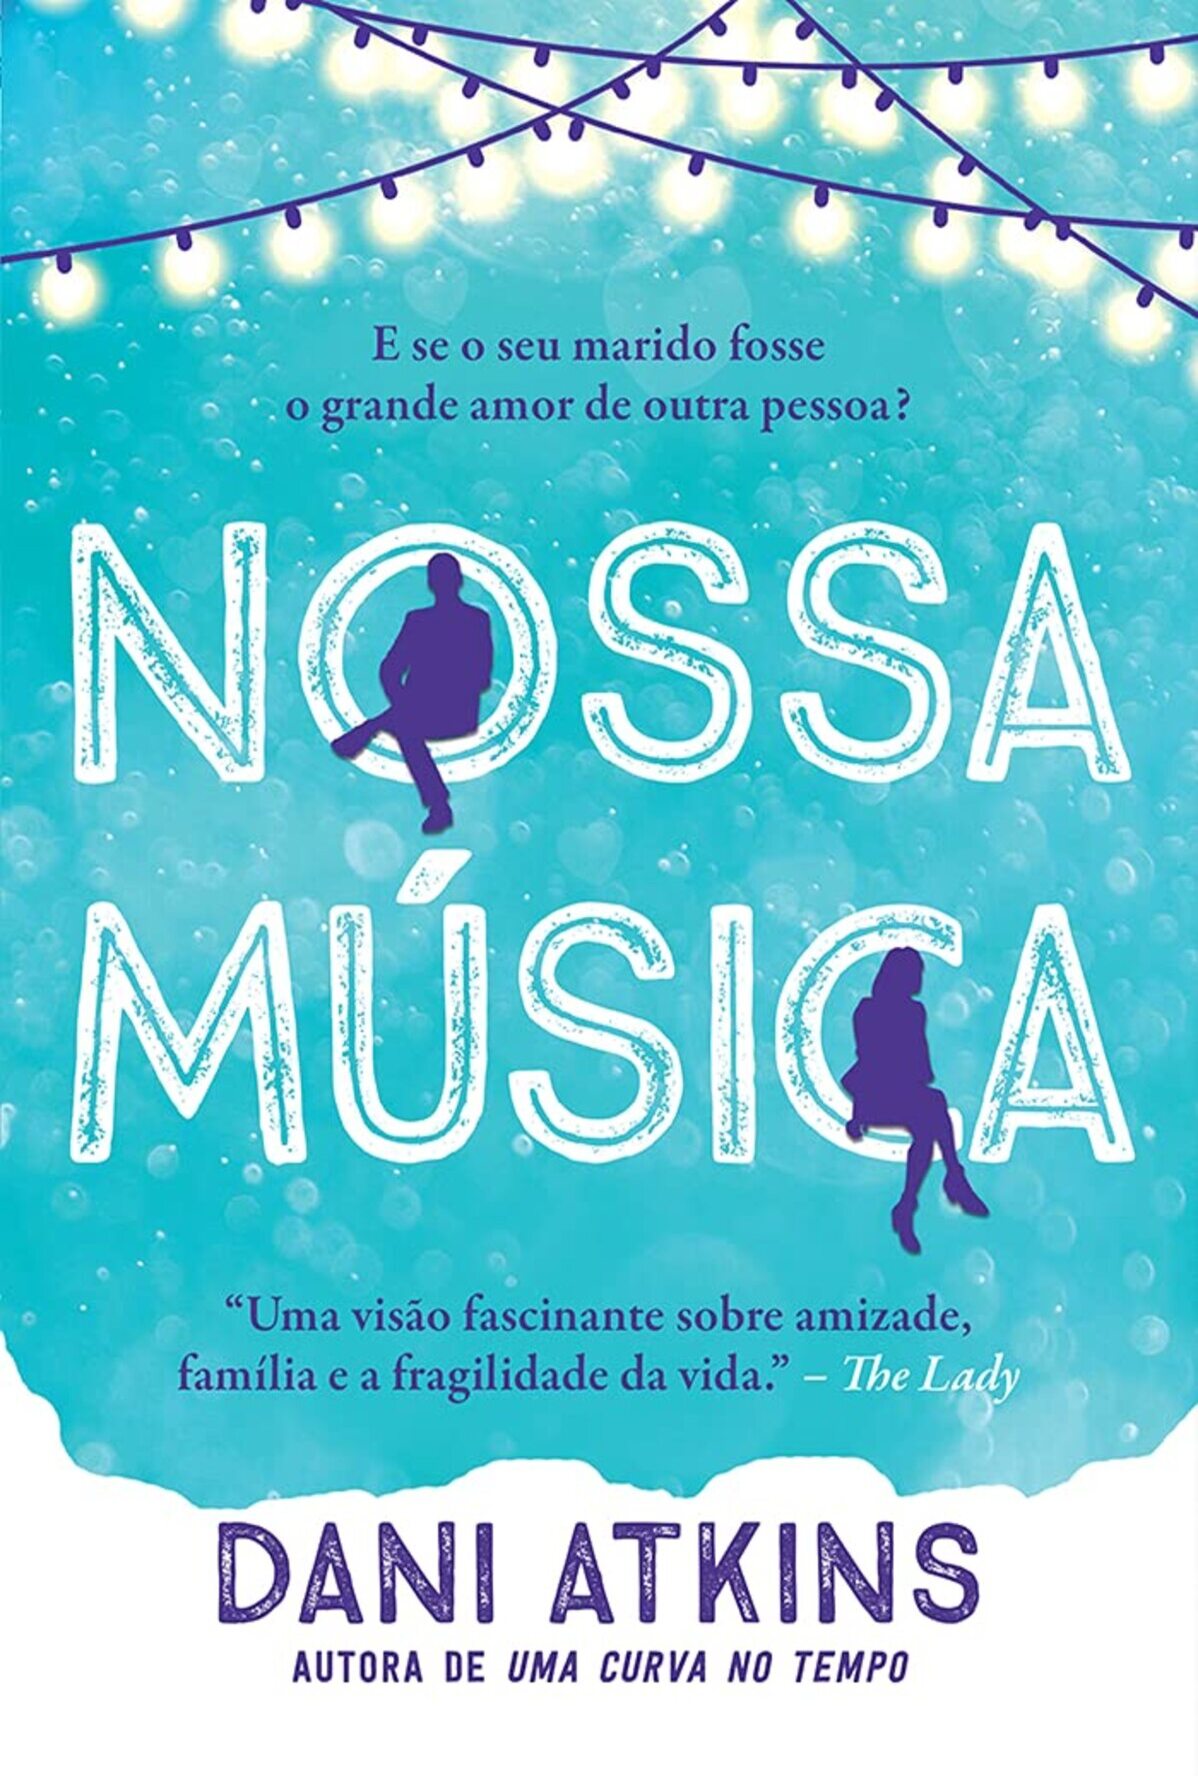 E se o seu marido fosse
o grande amor de outra pessoa?
NOSSA
MÚSICA
“Uma visão fascinante sobre amizade,
família e a fragilidade da vida.” – The Lady
DANI ATKINS
AUTORA DE UMA CURVA NO TEMPO